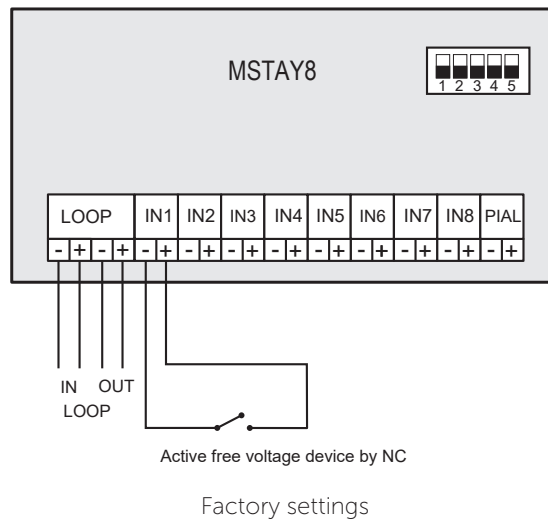 MSTAY8
1 2 3 4 5
LOOP IN1 IN2 IN3 IN4 IN5 IN6 IN7 IN8 PIAL
- + - + - + - + - + - + - + - + - + - + - +
IN OUT
LOOP
Active free voltage device by NC
Factory settings